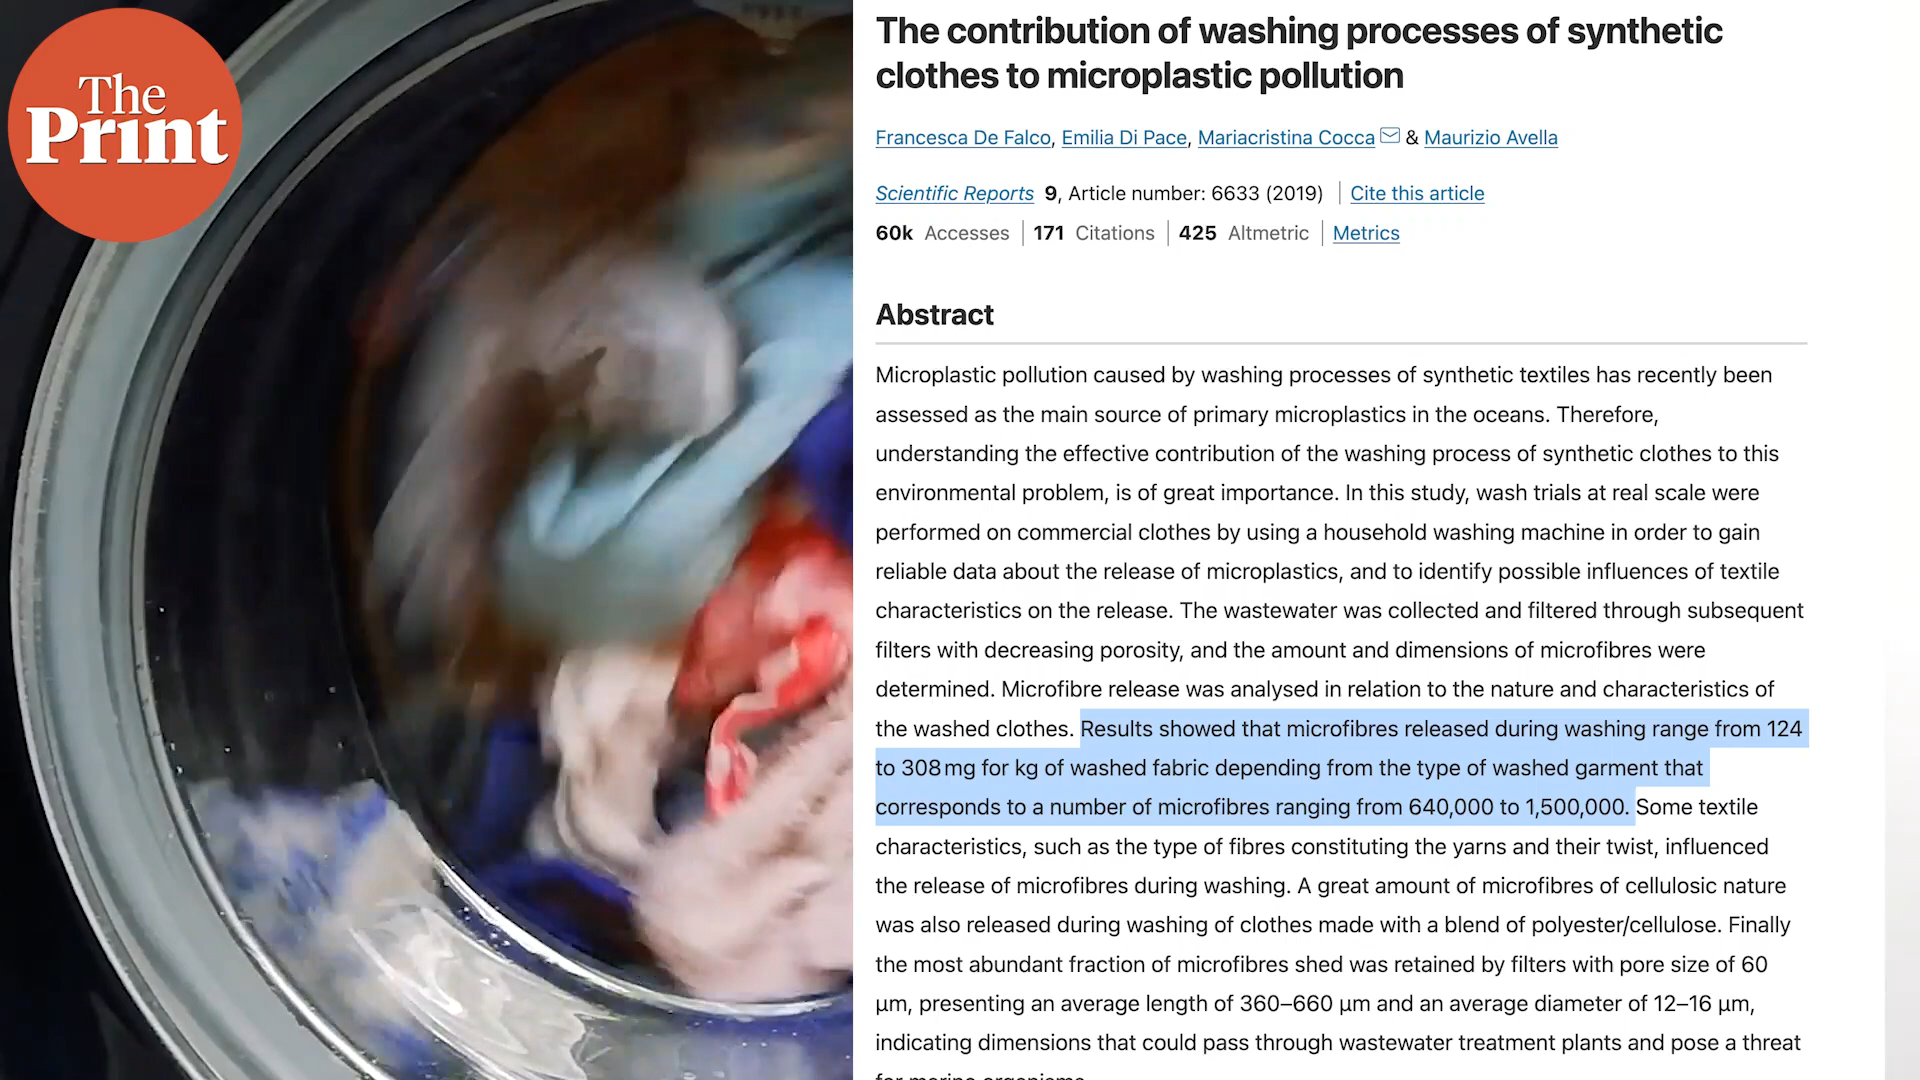 The
Print
The contribution of washing processes of synthetic
clothes to microplastic pollution
Francesca De Falco, Emilia Di Pace, Mariacristina Cocca & Maurizio Avella
Scientific Reports 9, Article number: 6633 (2019) | Cite this article
60k Accesses | 171 Citations | 425 Altmetric | Metrics
Abstract
Microplastic pollution caused by washing processes of synthetic textiles has recently been
assessed as the main source of primary microplastics in the oceans. Therefore,
understanding the effective contribution of the washing process of synthetic clothes to this
environmental problem, is of great importance. In this study, wash trials at real scale were
performed on commercial clothes by using a household washing machine in order to gain
reliable data about the release of microplastics, and to identify possible influences of textile
characteristics on the release. The wastewater was collected and filtered through subsequent
filters with decreasing porosity, and the amount and dimensions of microfibres were
determined. Microfibre release was analysed in relation to the nature and characteristics of
the washed clothes. Results showed that microfibres released during washing range from 124
to 308 mg for kg of washed fabric depending from the type of washed garment that
corresponds to a number of microfibres ranging from 640,000 to 1,500,000. Some textile
characteristics, such as the type of fibres constituting the yarns and their twist, influenced
the release of microfibres during washing. A great amount of microfibres of cellulosic nature
was also released during washing of clothes made with a blend of polyester/cellulose. Finally
the most abundant fraction of microfibres shed was retained by filters with pore size of 60
µm, presenting an average length of 360–660 µm and an average diameter of 12–16 µm,
indicating dimensions that could pass through wastewater treatment plants and pose a threat
for marine organisms.